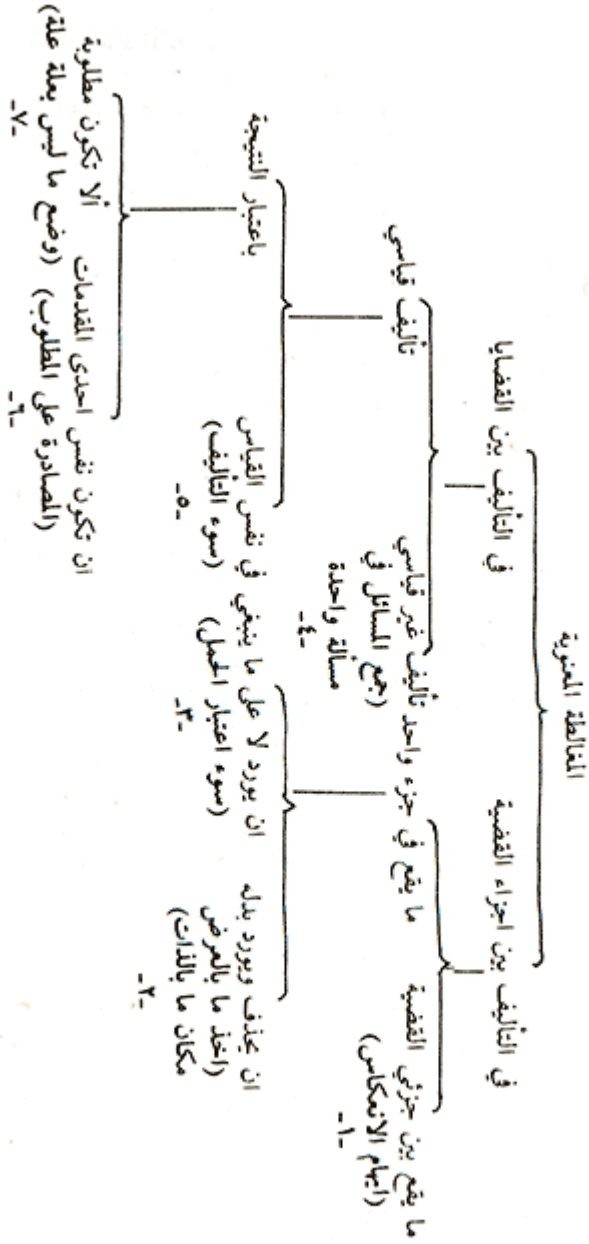 المغالطة المعنوية
في التأليف بين اجزاء القضية
في التأليف بين القضايا
ما يقع بين جزئي القضية
(ايهام الانعكاس)
-١-
ما يقع في جزء واحد
تأليف غير قياسي
(جمع المسائل في
مسألة واحدة
-٤-
تأليف قياسي
ان يحذف ويورد بدله
(اخذ ما بالعرض
مكان ما بالذات)
-٢-
ان يورد لا على ما ينبغي
(سوء اعتبار الحمل)
-٣-
في نفس القياس
(سوء التأليف)
-٥-
باعتبار النتيجة
ان تكون نفس احدى المقدمات
(المصادرة على المطلوب)
-٦-
ألا تكون مطلوبة
(وضع ما ليس بعلة علة)
-٧-